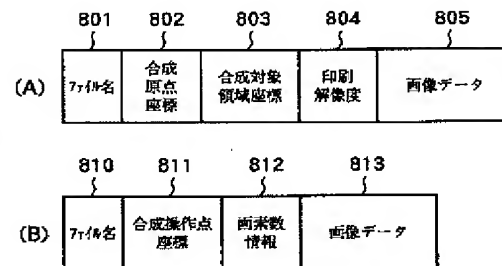 801 802 803 804 805
(A) ファイル名 合成原点座標 合成対象領域座標 印刷解像度 画像データ
810 811 812 813
(B) ファイル名 合成操作点座標 画素数情報 画像データ